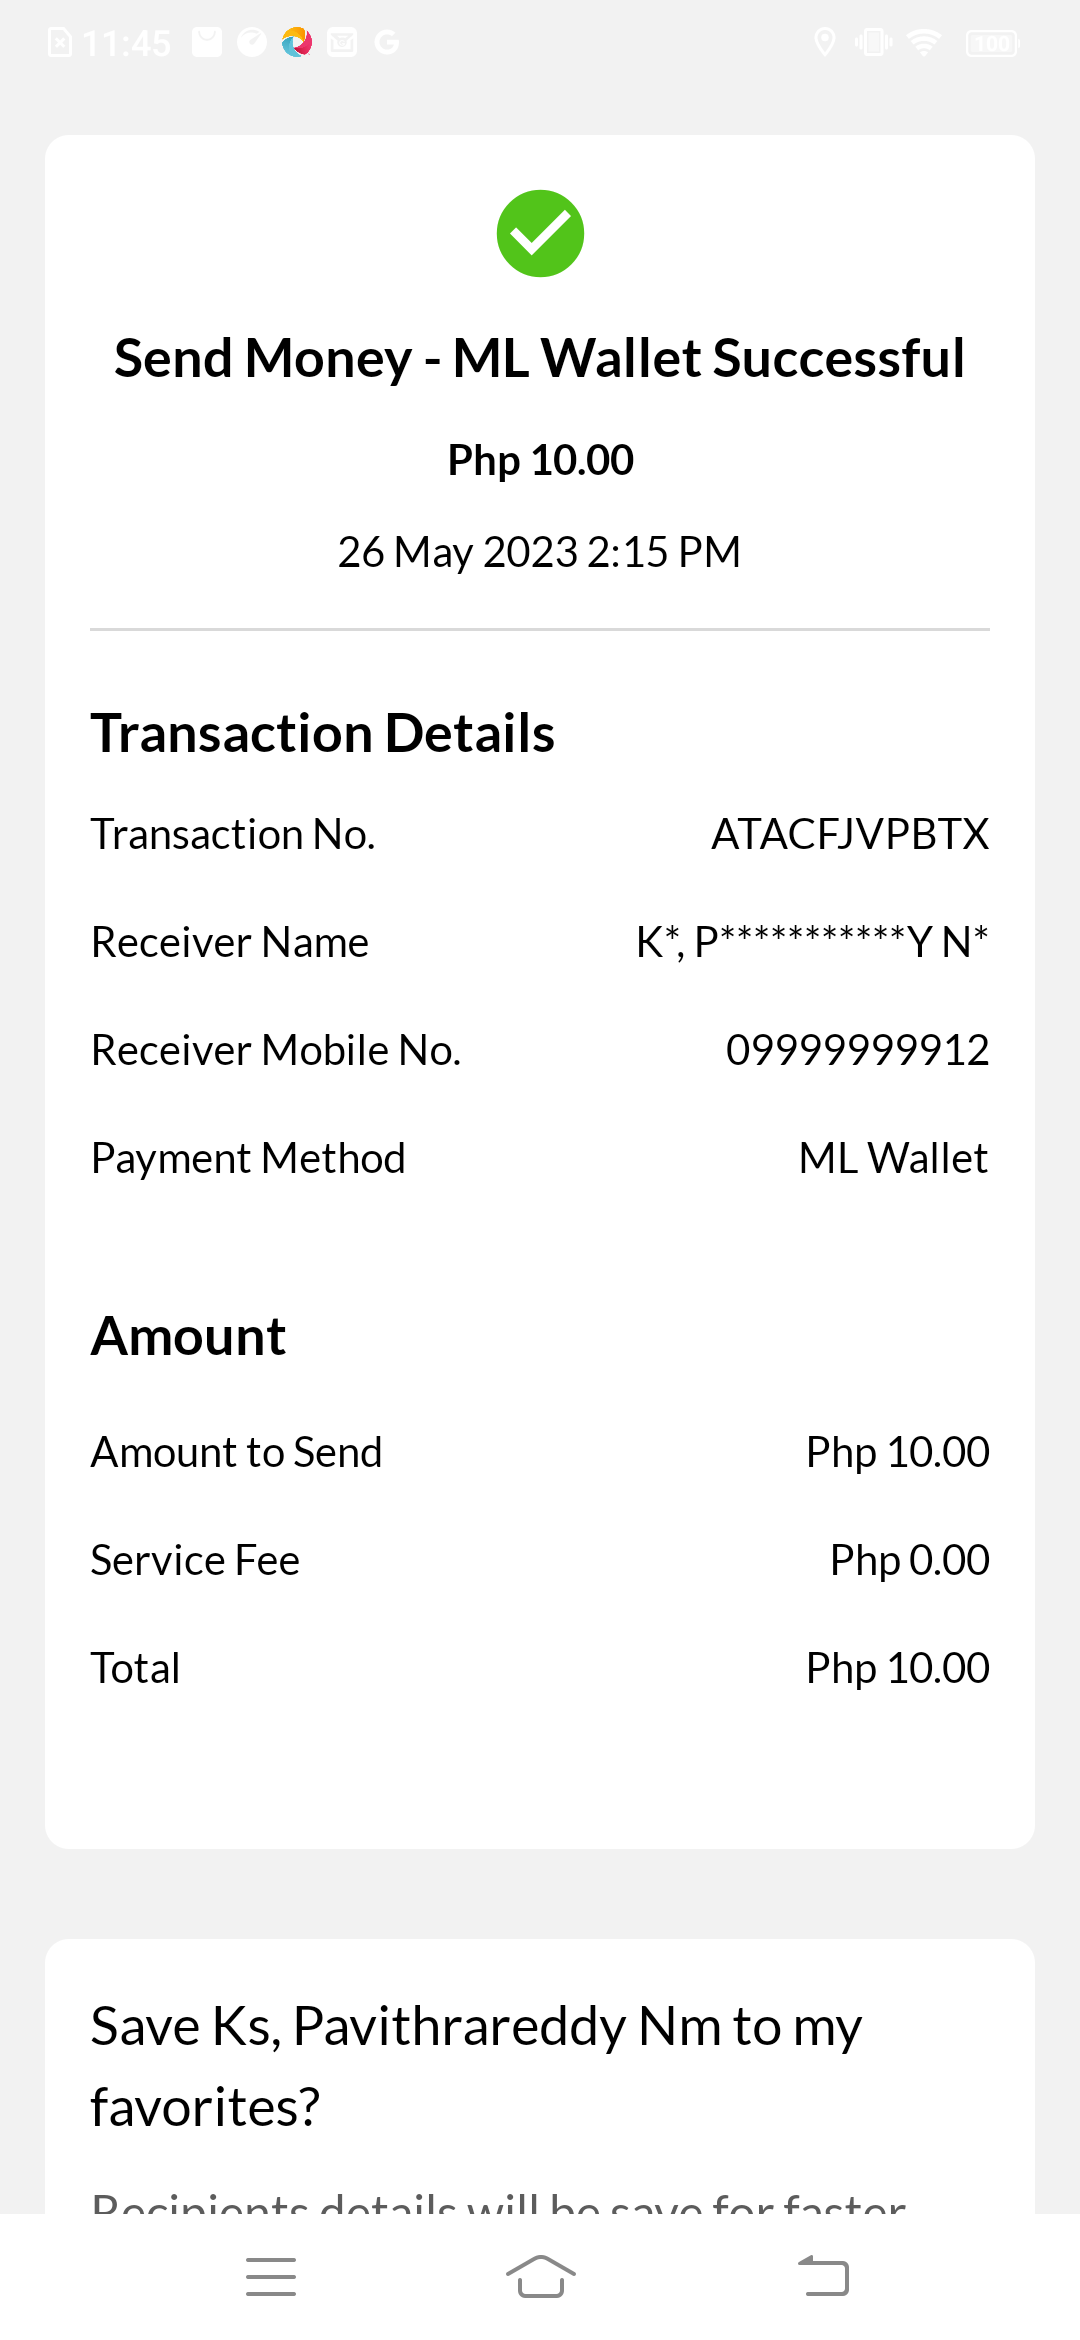 11:45
100
Send Money - ML Wallet Successful
Php 10.00
26 May 2023 2:15 PM
Transaction Details
Transaction No. ATACFJVPBTX
Receiver Name K*, P***********Y N*
Receiver Mobile No. 09999999912
Payment Method ML Wallet
Amount
Amount to Send Php 10.00
Service Fee Php 0.00
Total Php 10.00
Save Ks, Pavithrareddy Nm to my
favorites?
Recipients details will be save for faster